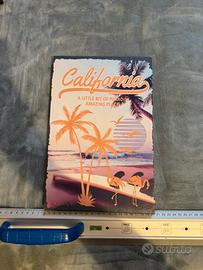 California
A LITTLE BIT OF
AMAZING
subito